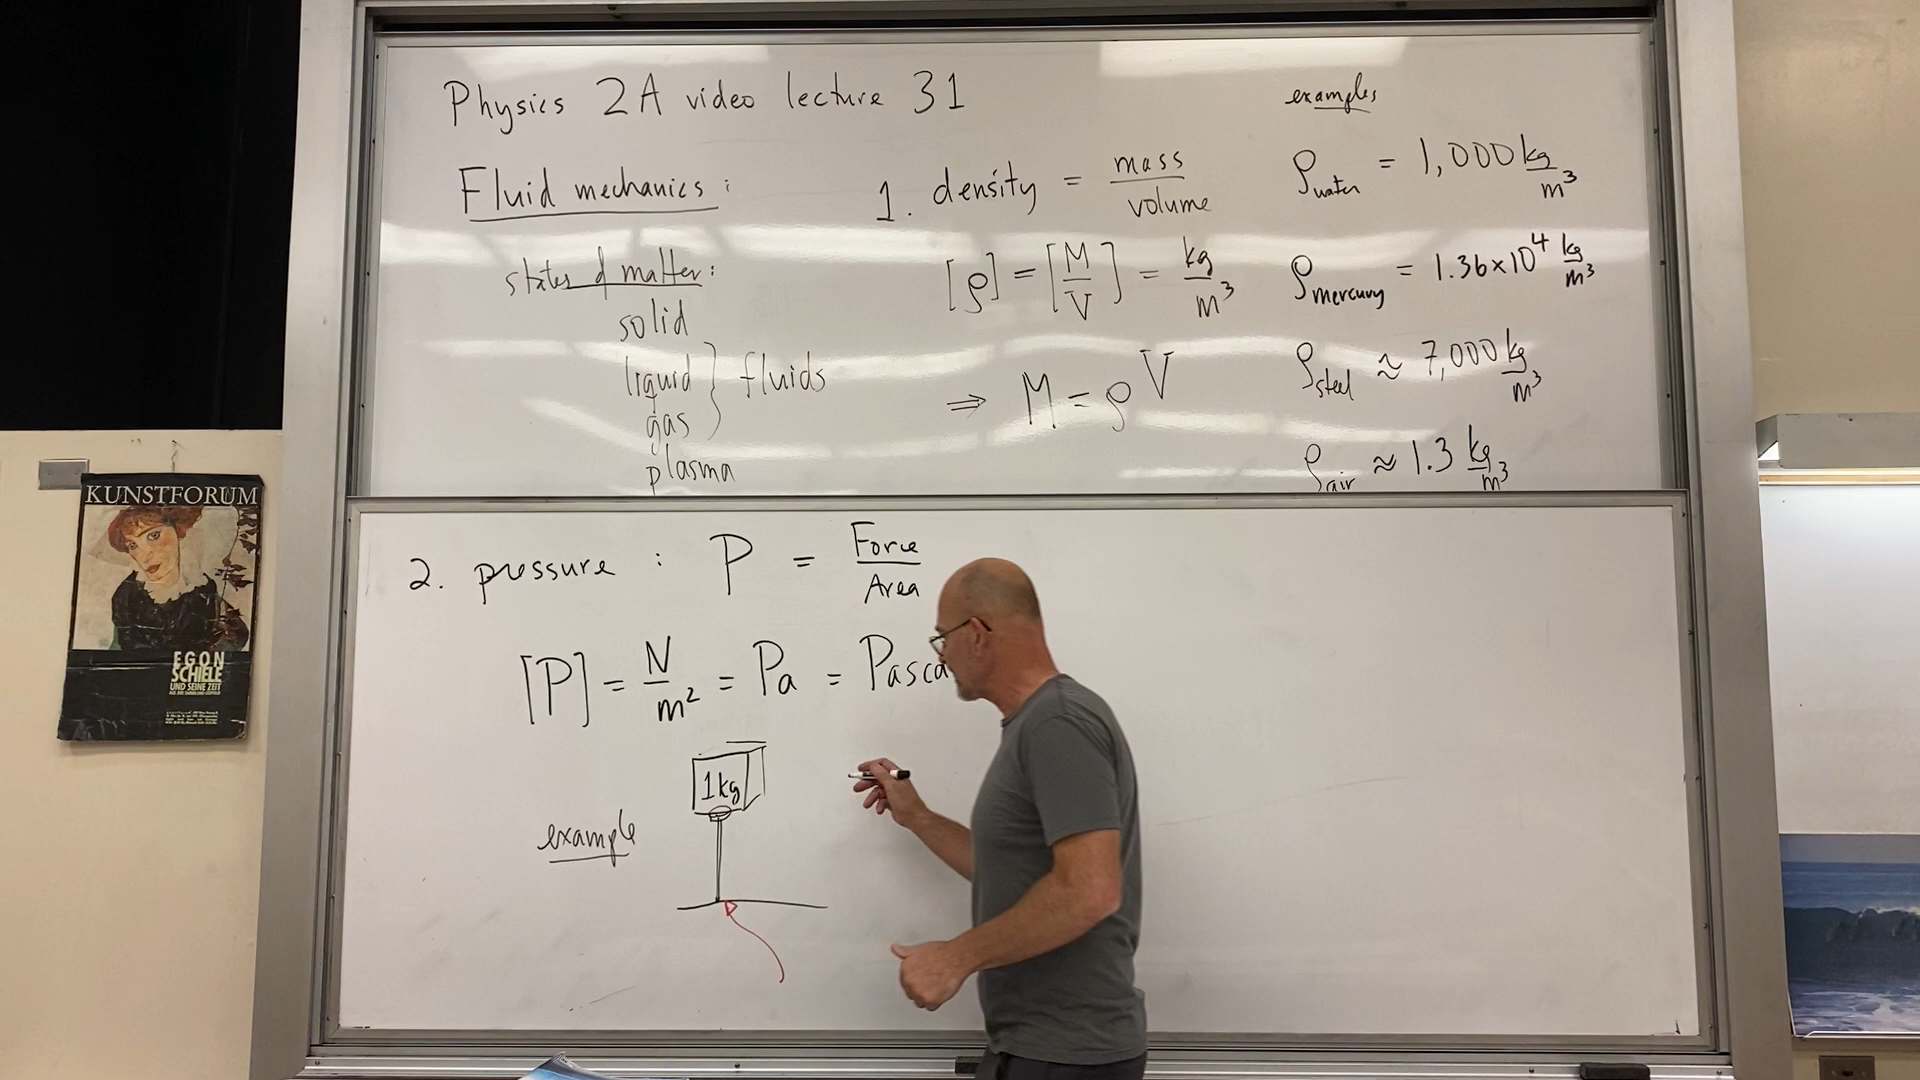 Physics 2A video lecture 31
Fluid mechanics:
states of matter:
solid
liquid } fluids
gas
plasma
1. density = mass / volume
[ρ] = [M/V] = kg/m³
⇒ M = ρV
examples
ρwater = 1,000 kg/m³
ρmercury = 1.36×10⁴ kg/m³
ρsteel ≈ 7,000 kg/m³
ρair ≈ 1.3 kg/m³
2. pressure : P = Force / Area
[P] = N/m² = Pa = Pasca
example
1kg
KUNSTFORUM
EGON
SCHIELE
UND SEINE ZEIT